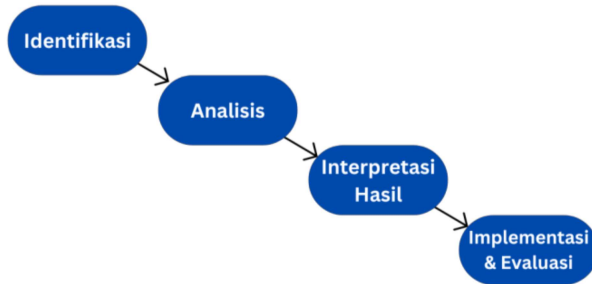 Identifikasi
Analisis
Interpretasi
Hasil
Implementasi
& Evaluasi